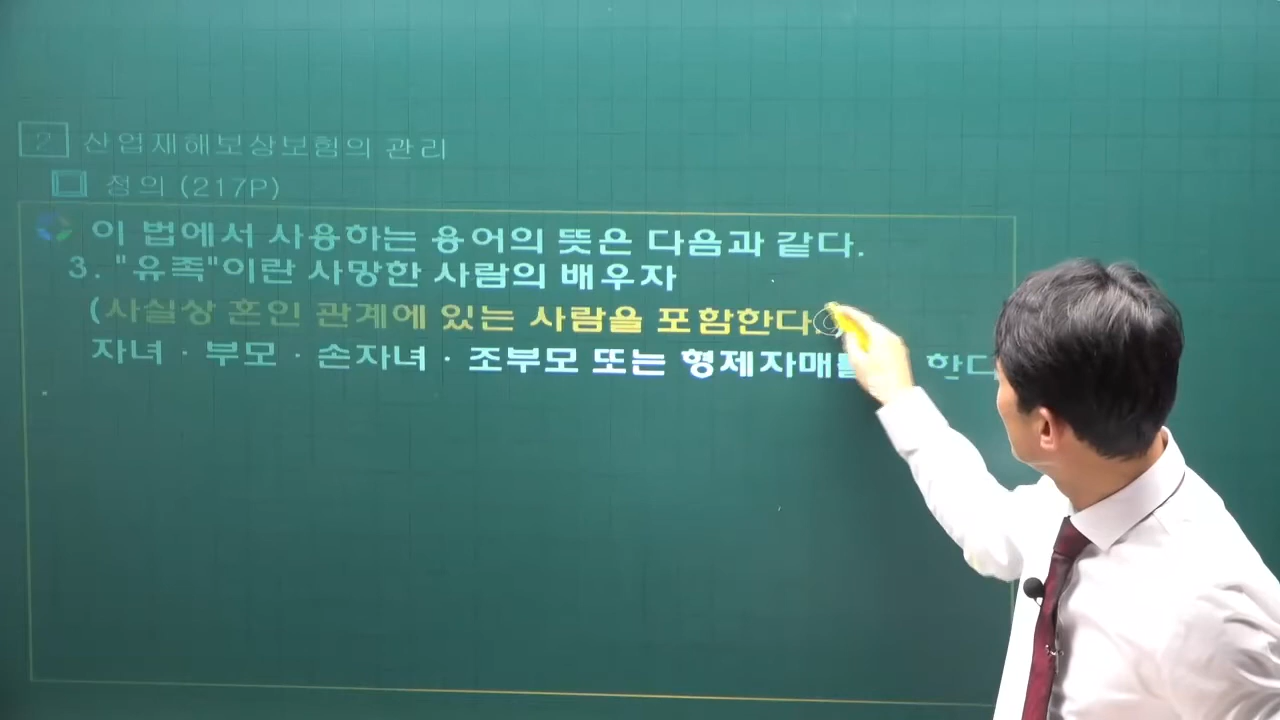 2 산업재해보상보험의 관리
정의 (217P)
이 법에서 사용하는 용어의 뜻은 다음과 같다.
3. "유족"이란 사망한 사람의 배우자
(사실상 혼인 관계에 있는 사람을 포함한다.
자녀 · 부모 · 손자녀 · 조부모 또는 형제자매를 한다